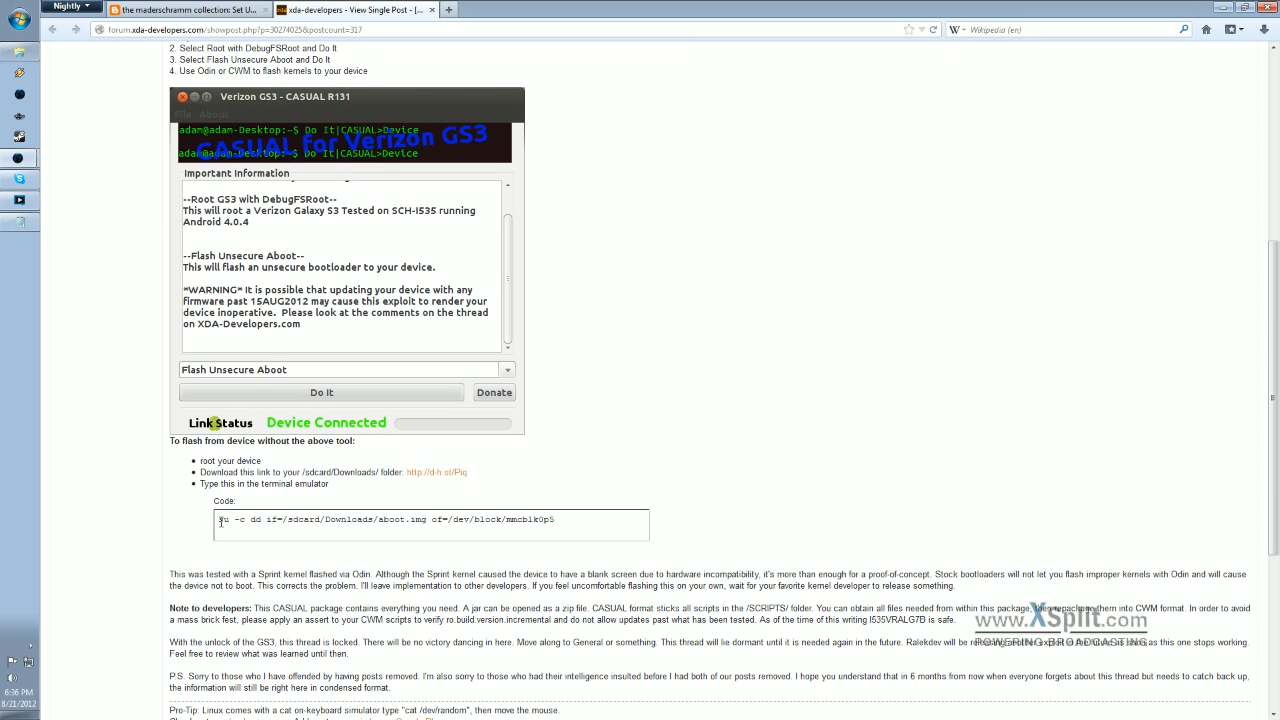 Nightly
the maderschramm collection: Set U...
xda-developers - View Single Post - [...
forum.xda-developers.com/showpost.php?p=30274025&postcount=317
Wikipedia (en)
2. Select Root with DebugFSRoot and Do It
3. Select Flash Unsecure Aboot and Do It
4. Use Odin or CWM to flash kernels to your device
Verizon GS3 - CASUAL R131
File About
adam@adam-Desktop:~$ Do It|CASUAL>Device
CASUAL for Verizon GS3
adam@adam-Desktop:~$ Do It|CASUAL>Device
Important Information
--Root GS3 with DebugFSRoot--
This will root a Verizon Galaxy S3 Tested on SCH-I535 running
Android 4.0.4
--Flash Unsecure Aboot--
This will flash an unsecure bootloader to your device.
*WARNING* It is possible that updating your device with any
firmware past 15AUG2012 may cause this exploit to render your
device inoperative. Please look at the comments on the thread
on XDA-Developers.com
Flash Unsecure Aboot
Do It
Donate
Link Status
Device Connected
To flash from device without the above tool:
root your device
Download this link to your /sdcard/Downloads/ folder: http://d-h.st/Piq
Type this in the terminal emulator
Code:
su -c dd if=/sdcard/Downloads/aboot.img of=/dev/block/mmcblk0p5
This was tested with a Sprint kernel flashed via Odin. Although the Sprint kernel caused the device to have a blank screen due to hardware incompatibility, it's more than enough for a proof-of-concept. Stock bootloaders will not let you flash improper kernels with Odin and will cause
the device not to boot. This corrects the problem. I'll leave implementation to other developers. If you feel uncomfortable flashing this on your own, wait for your favorite kernel developer to release something.
Note to developers: This CASUAL package contains everything you need. A jar can be opened as a zip file. CASUAL format sticks all scripts in the /SCRIPTS/ folder. You can obtain all files needed from within this package, then repackage them into CWM format. In order to avoid
a mass brick fest, please apply an assert to your CWM scripts to verify ro.build.version.incremental and do not allow updates past what has been tested. As of the time of this writing I535VRALG7B is safe.
www.XSplit.com
POWERING BROADCASTING
With the unlock of the GS3, this thread is locked. There will be no victory dancing in here. Move along to General or something. This thread will lie dormant until it is needed again in the future. Ralekdev will be releasing another exploit as soon as this one stops working.
Feel free to review what was learned until then.
P.S. Sorry to those who I have offended by having posts removed. I'm also sorry to those who had their intelligence insulted before I had both of our posts removed. I hope you understand that in 6 months from now when everyone forgets about this thread but needs to catch back up,
the information will still be right here in condensed format.
Pro-Tip: Linux comes with a cat on-keyboard simulator type "cat /dev/random", then move the mouse.
6:36 PM
8/21/2012